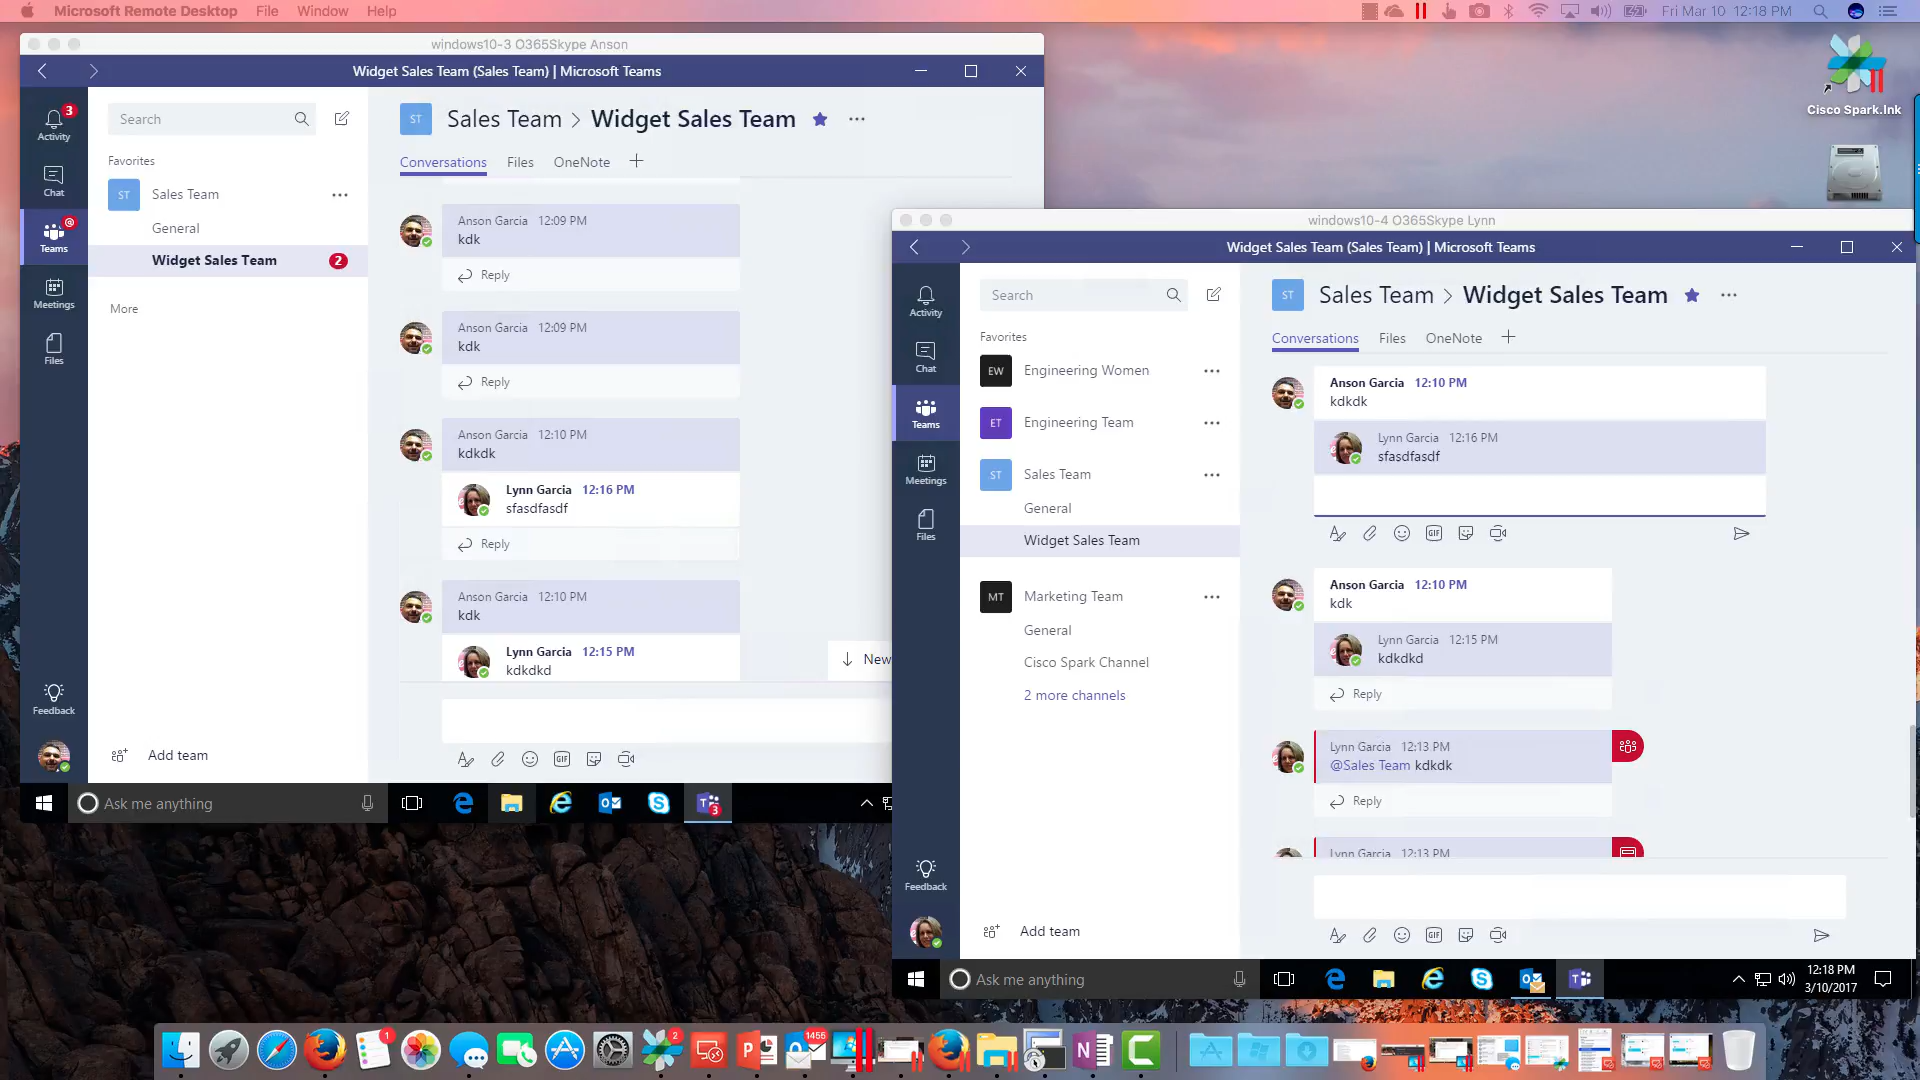 Microsoft Remote Desktop File Window Help
Fri Mar 10 12:18 PM
Cisco Spark.lnk
windows10-3 O365Skype Anson
Widget Sales Team (Sales Team) | Microsoft Teams
3
Activity
Chat
@
Teams
Meetings
Files
Feedback
Search
Favorites
ST Sales Team
General
Widget Sales Team 2
More
Add team
ST Sales Team > Widget Sales Team
Conversations Files OneNote
Anson Garcia 12:09 PM
kdk
Reply
Anson Garcia 12:09 PM
kdk
Reply
Anson Garcia 12:10 PM
kdkdk
Lynn Garcia 12:16 PM
sfasdfasdf
Reply
Anson Garcia 12:10 PM
kdk
Lynn Garcia 12:15 PM
kdkdkd
New
GIF
Ask me anything
3
windows10-4 O365Skype Lynn
Widget Sales Team (Sales Team) | Microsoft Teams
Activity
Chat
Teams
Meetings
Files
Feedback
Search
Favorites
EW Engineering Women
ET Engineering Team
ST Sales Team
General
Widget Sales Team
MT Marketing Team
General
Cisco Spark Channel
2 more channels
Add team
ST Sales Team > Widget Sales Team
Conversations Files OneNote
Anson Garcia 12:10 PM
kdkdk
Lynn Garcia 12:16 PM
sfasdfasdf
GIF
Anson Garcia 12:10 PM
kdk
Lynn Garcia 12:15 PM
kdkdkd
Reply
Lynn Garcia 12:13 PM
@Sales Team kdkdk
Reply
Lynn Garcia 12:13 PM
GIF
Ask me anything
12:18 PM
3/10/2017
1
2
1455